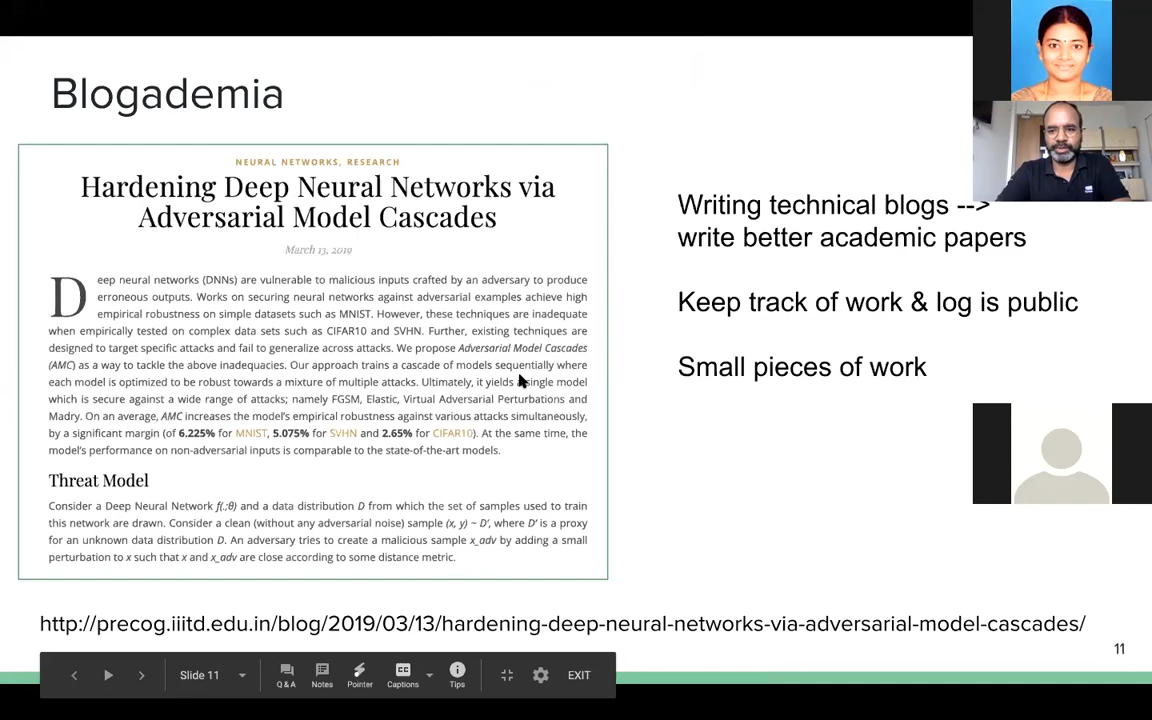 Blogademia
NEURAL NETWORKS, RESEARCH
Hardening Deep Neural Networks via
Adversarial Model Cascades
March 13, 2019
Deep neural networks (DNNs) are vulnerable to malicious inputs crafted by an adversary to produce
erroneous outputs. Works on securing neural networks against adversarial examples achieve high
empirical robustness on simple datasets such as MNIST. However, these techniques are inadequate
when empirically tested on complex data sets such as CIFAR10 and SVHN. Further, existing techniques are
designed to target specific attacks and fail to generalize across attacks. We propose Adversarial Model Cascades
(AMC) as a way to tackle the above inadequacies. Our approach trains a cascade of models sequentially where
each model is optimized to be robust towards a mixture of multiple attacks. Ultimately, it yields a single model
which is secure against a wide range of attacks; namely FGSM, Elastic, Virtual Adversarial Perturbations and
Madry. On an average, AMC increases the model's empirical robustness against various attacks simultaneously,
by a significant margin (of 6.225% for MNIST, 5.075% for SVHN and 2.65% for CIFAR10). At the same time, the
model's performance on non-adversarial inputs is comparable to the state-of-the-art models.
Threat Model
Consider a Deep Neural Network f(.;θ) and a data distribution D from which the set of samples used to train
this network are drawn. Consider a clean (without any adversarial noise) sample (x, y) ~ D', where D' is a proxy
for an unknown data distribution D. An adversary tries to create a malicious sample x_adv by adding a small
perturbation to x such that x and x_adv are close according to some distance metric.
Writing technical blogs -->
write better academic papers
Keep track of work & log is public
Small pieces of work
http://precog.iiitd.edu.in/blog/2019/03/13/hardening-deep-neural-networks-via-adversarial-model-cascades/
11
Slide 11
Q & A
Notes
Pointer
CC
Captions
Tips
EXIT